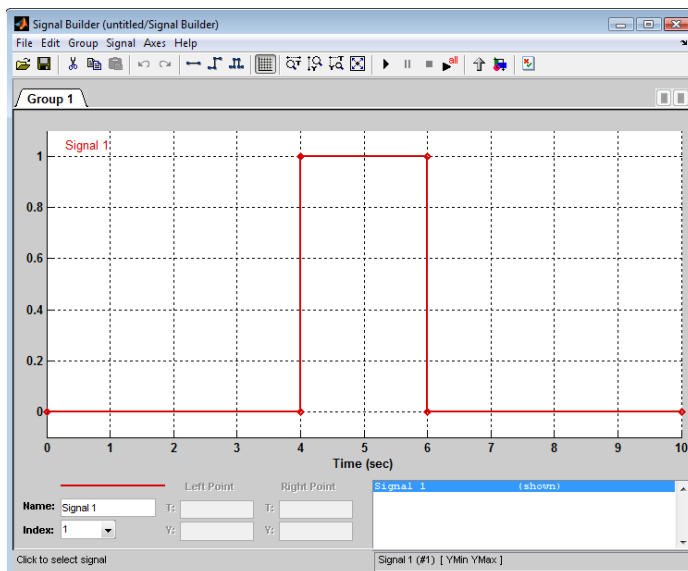 Signal Builder (untitled/Signal Builder)
File Edit Group Signal Axes Help
all
Group 1
Signal 1
1
0.8
0.6
0.4
0.2
0
0 1 2 3 4 5 6 7 8 9 10
Time (sec)
Left Point Right Point
Name: Signal 1 T: T:
Index: 1 Y: Y:
Signal 1 (shown)
Click to select signal
Signal 1 (#1) [ YMin YMax ]